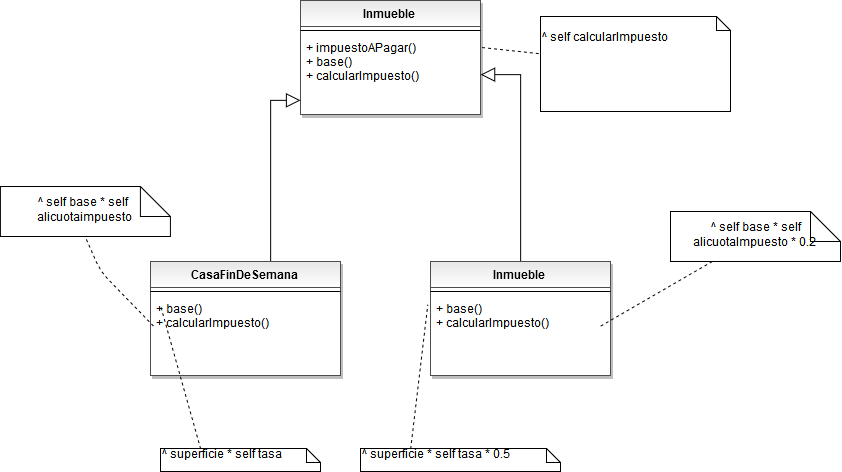 Inmueble
+ impuestoAPagar()
+ base()
+ calcularImpuesto()
^ self calcularImpuesto
^ self base * self
alicuotaimpuesto
^ self base * self
alicuotaImpuesto * 0.2
CasaFinDeSemana
+ base()
+ calcularImpuesto()
Inmueble
+ base()
+ calcularImpuesto()
^ superficie * self tasa
^ superficie * self tasa * 0.5